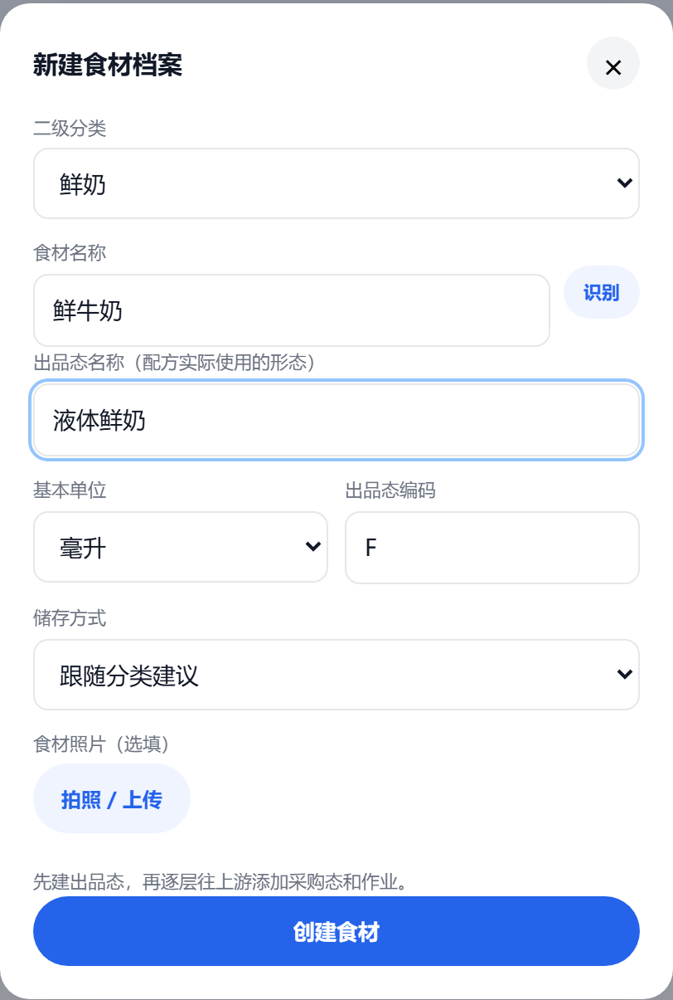 新建食材档案
×
二级分类
鲜奶
食材名称
鲜牛奶
识别
出品态名称（配方实际使用的形态）
液体鲜奶
基本单位
出品态编码
毫升
F
储存方式
跟随分类建议
食材照片（选填）
拍照 / 上传
先建出品态，再逐层往上游添加采购态和作业。
创建食材